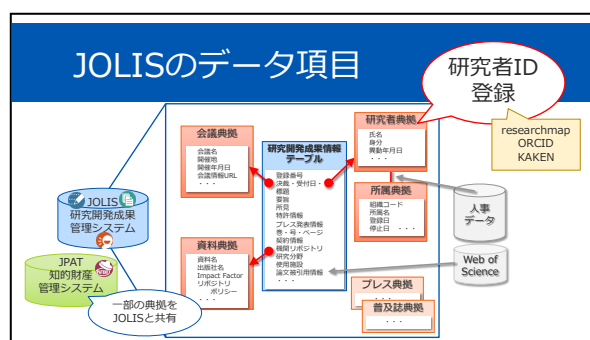 JOLISのデータ項目
研究者ID
登録
researchmap
ORCID
KAKEN
会議典拠
会議名
開催地
開催年月日
会議情報URL
・・・
研究開発成果情報
テーブル
登録番号
決裁・受付日・
標題
要旨
所見
特許情報
プレス発表情報
巻・号・ページ
契約情報
機関リポジトリ
研究分野
使用施設
論文被引用情報
・・・
研究者典拠
氏名
身分
異動年月日
・・・
所属典拠
組織コード
所属名
登録日
停止日 ・・・
人事
データ
Web of
Science
資料典拠
資料名
出版社名
Impact Factor
リポジトリ
ポリシー
・・・
プレス典拠
・・・
普及誌典拠
・・・
JOLIS
研究開発成果
管理システム
JPAT
知的財産
管理システム
一部の典拠を
JOLISと共有